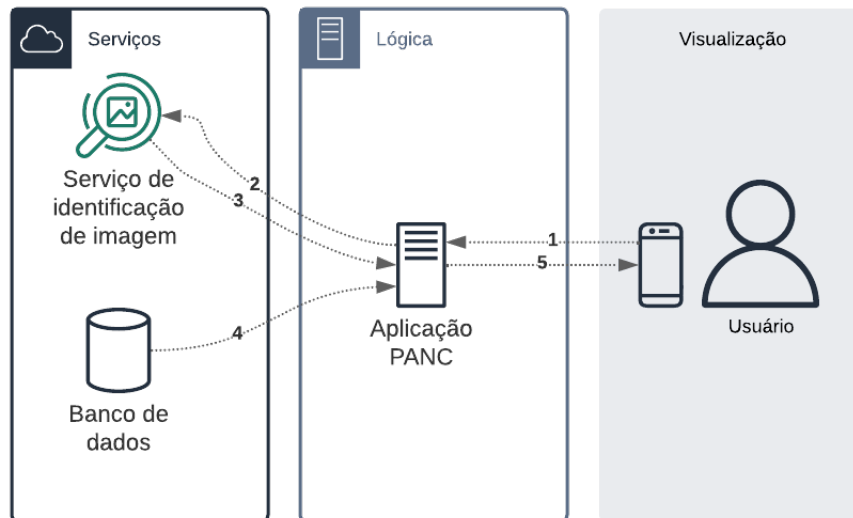 Serviços
Lógica
Visualização
Serviço de
identificação
de imagem
2
3
1
5
Aplicação
PANC
Usuário
4
Banco de
dados